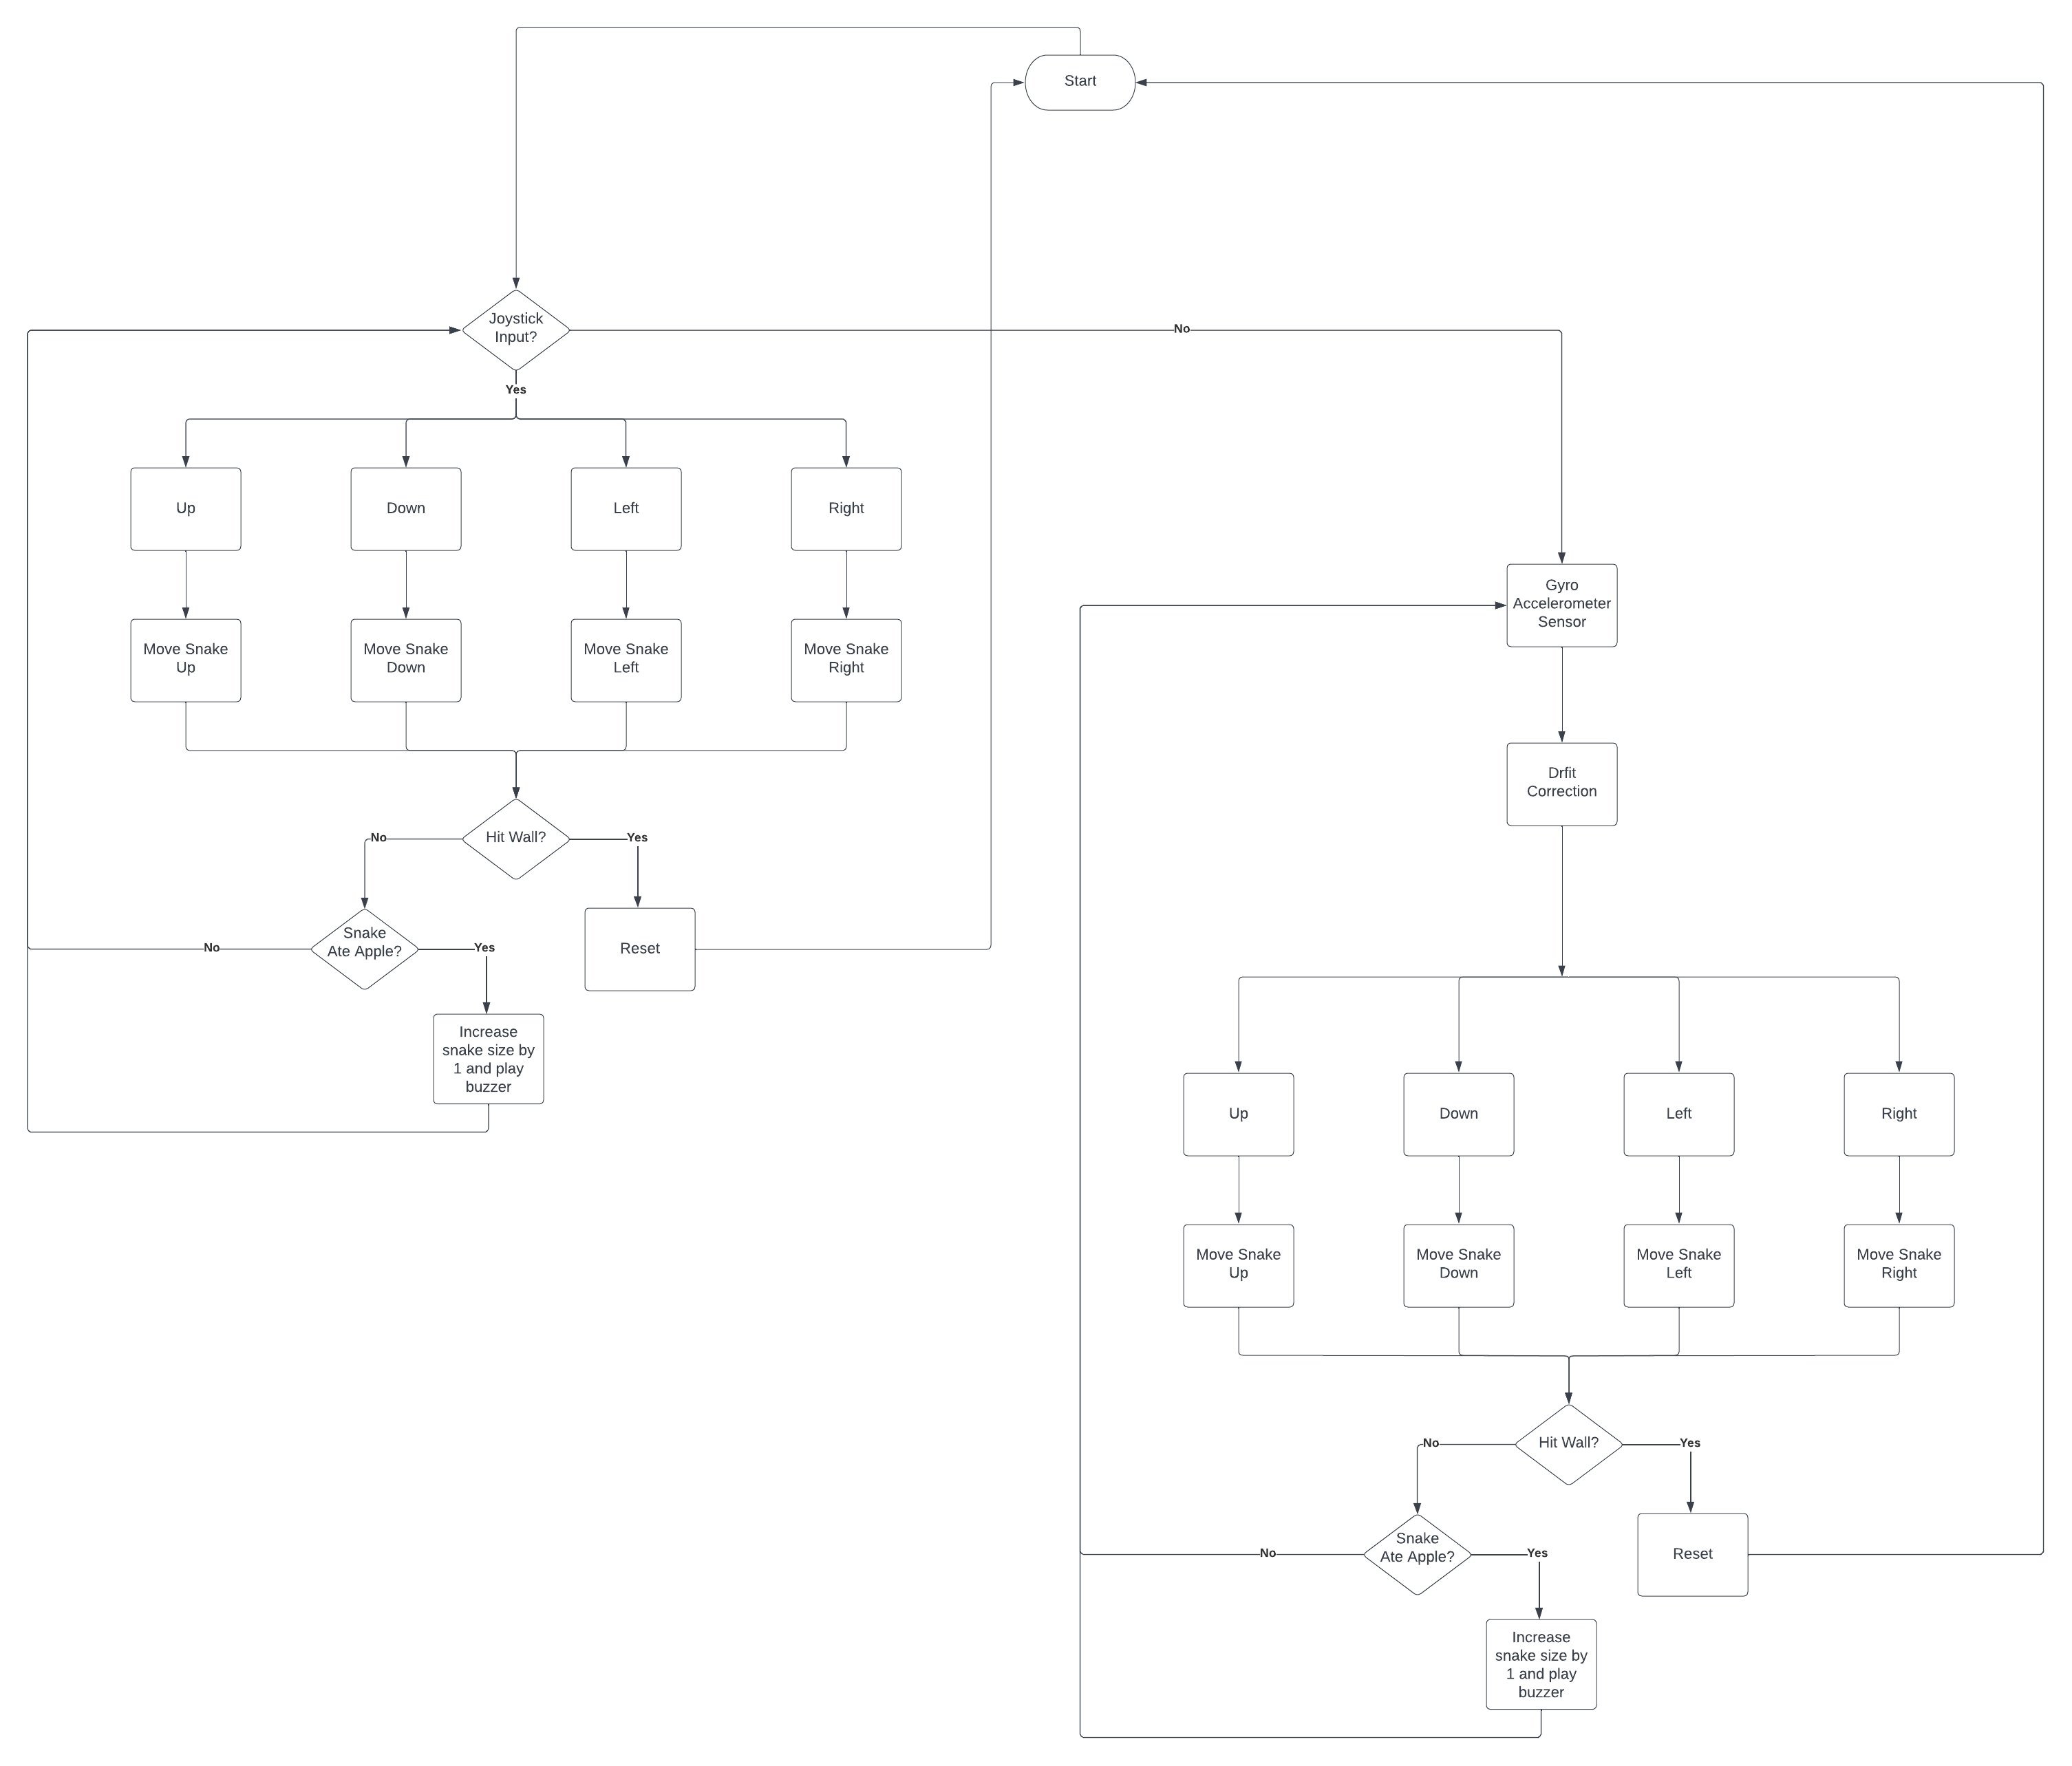 Start
Joystick
Input?
No
Yes
Up
Down
Left
Right
Move Snake
Up
Move Snake
Down
Move Snake
Left
Move Snake
Right
Hit Wall?
No
Yes
Snake
Ate Apple?
No
Yes
Reset
Increase
snake size by
1 and play
buzzer
Gyro
Accelerometer
Sensor
Drfit
Correction
Up
Down
Left
Right
Move Snake
Up
Move Snake
Down
Move Snake
Left
Move Snake
Right
Hit Wall?
No
Yes
Snake
Ate Apple?
No
Yes
Reset
Increase
snake size by
1 and play
buzzer